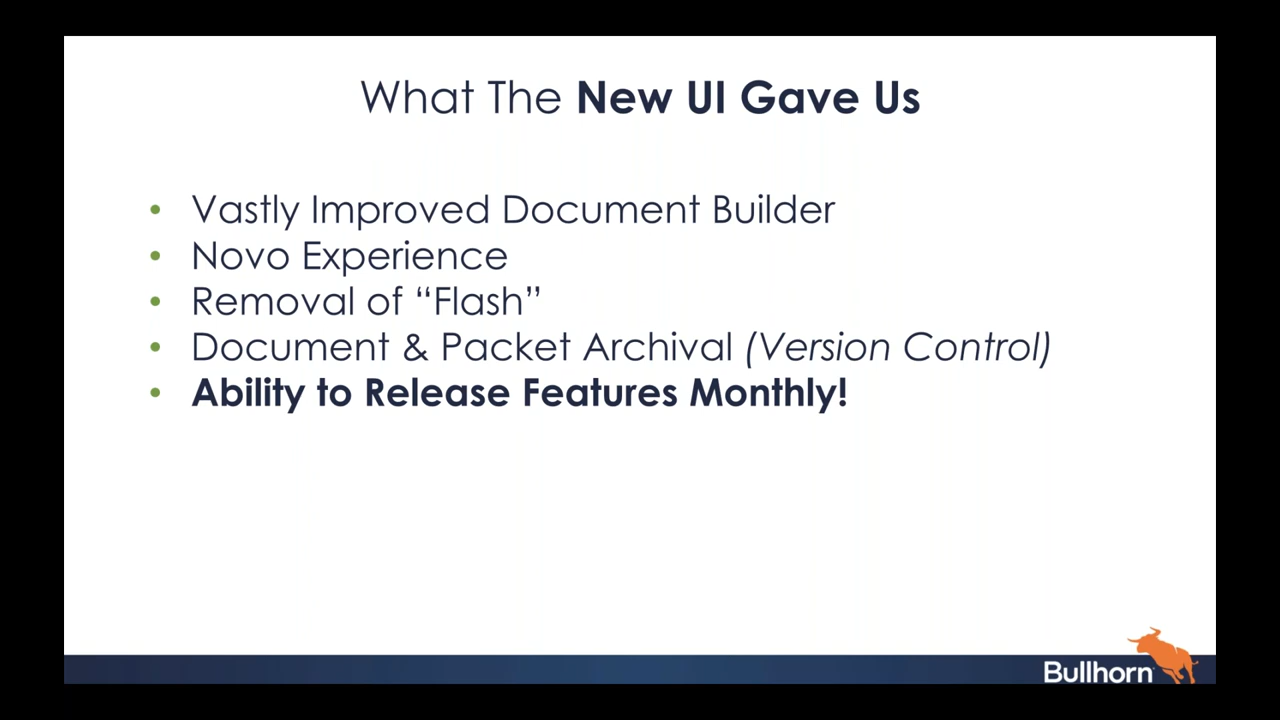 What The New UI Gave Us
• Vastly Improved Document Builder
• Novo Experience
• Removal of “Flash”
• Document & Packet Archival (Version Control)
• Ability to Release Features Monthly!
Bullhorn